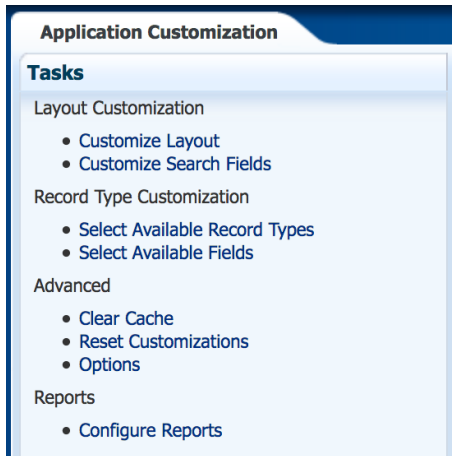 Application Customization
Tasks
Layout Customization
• Customize Layout
• Customize Search Fields
Record Type Customization
• Select Available Record Types
• Select Available Fields
Advanced
• Clear Cache
• Reset Customizations
• Options
Reports
• Configure Reports